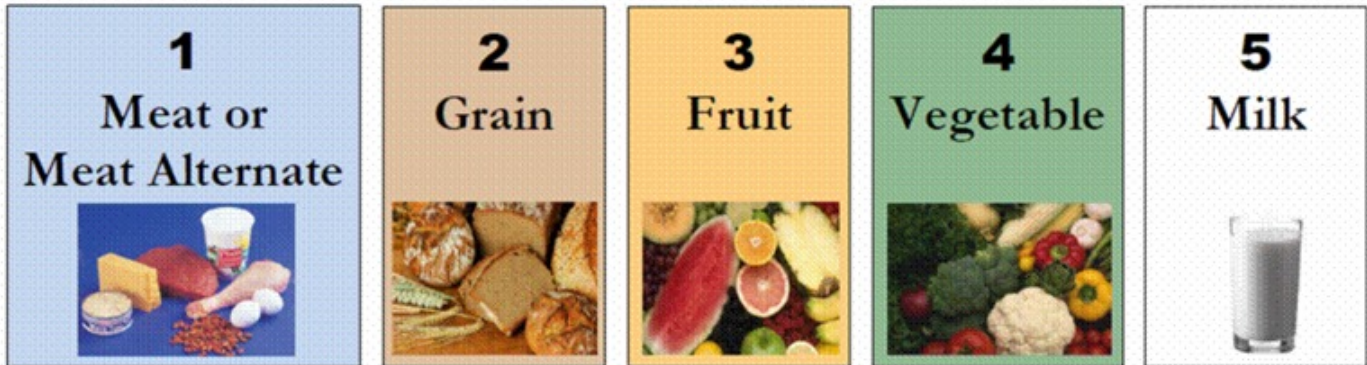 1
Meat or
Meat Alternate
2
Grain
3
Fruit
4
Vegetable
5
Milk